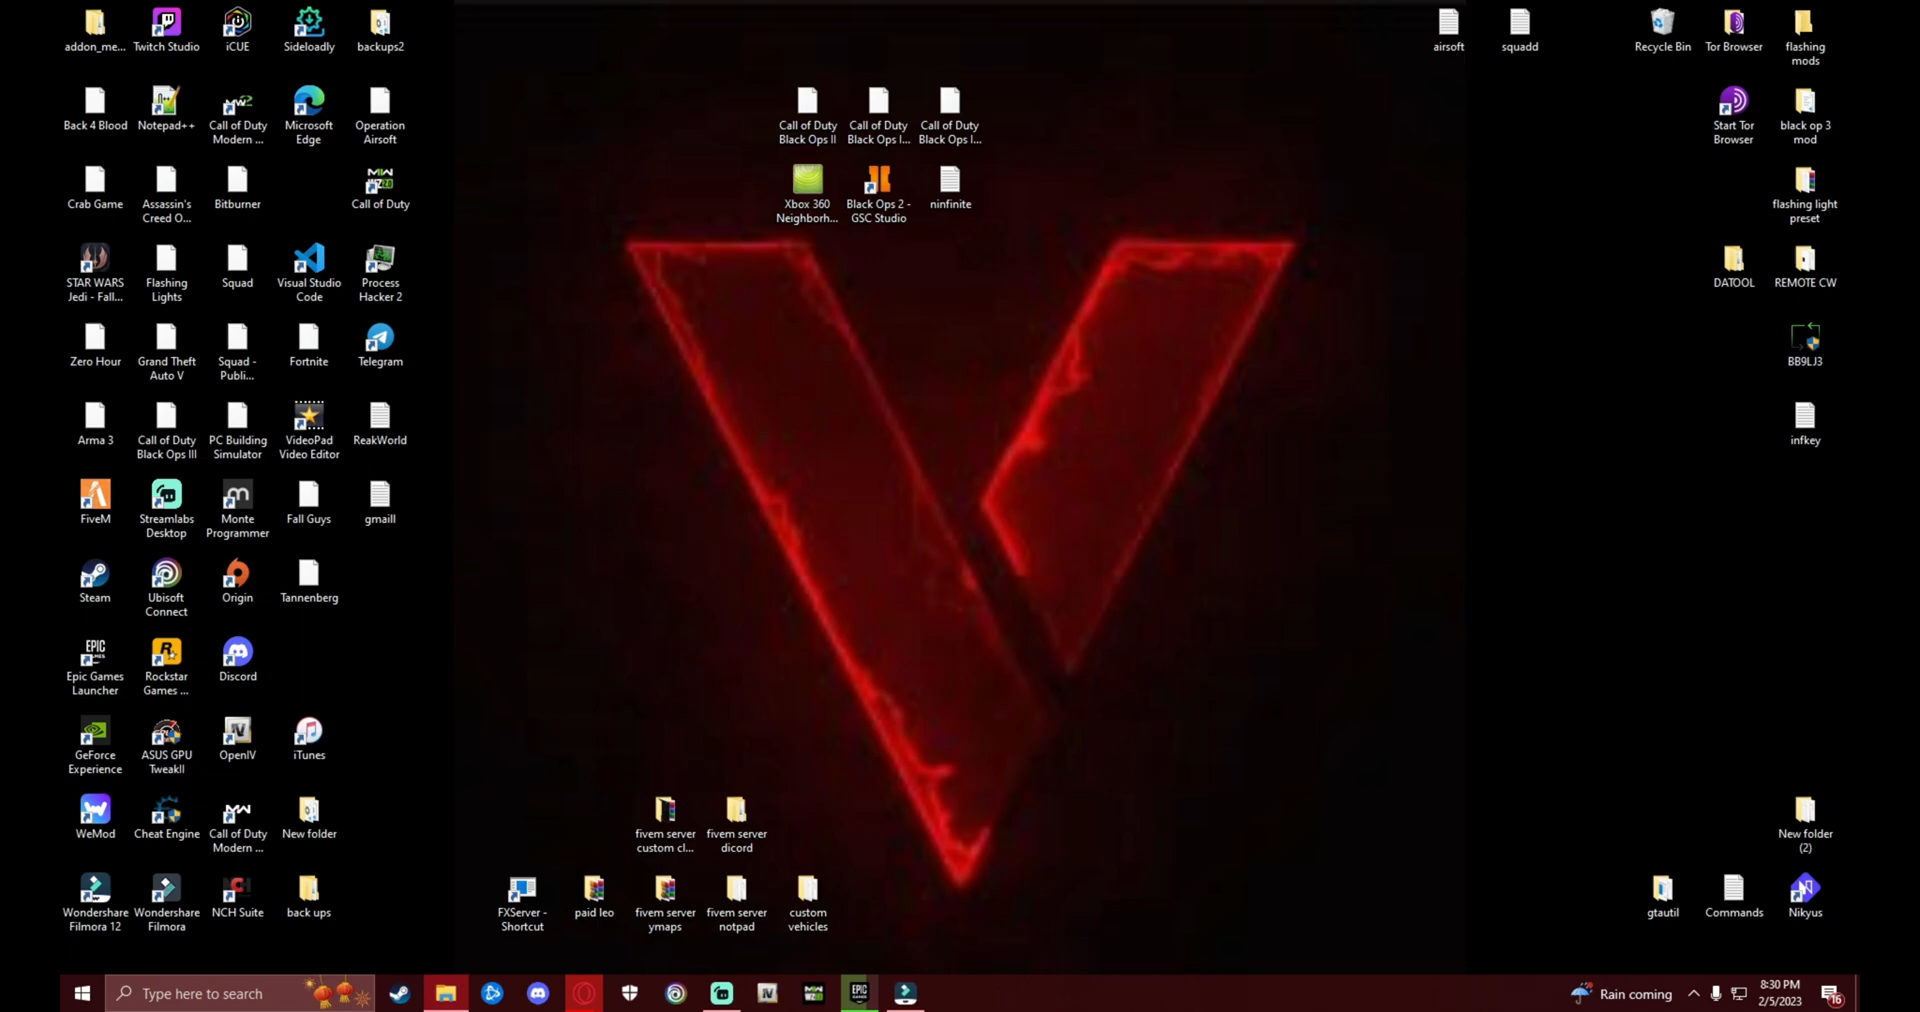 addon_me...
Twitch Studio
iCUE
Sideloadly
backups2
airsoft
squadd
Recycle Bin
Tor Browser
flashing
mods
Back 4 Blood
Notepad++
Call of Duty
Modern ...
Microsoft
Edge
Operation
Airsoft
Call of Duty
Black Ops II
Call of Duty
Black Ops I...
Call of Duty
Black Ops I...
Start Tor
Browser
black op 3
mod
Crab Game
Assassin's
Creed O...
Bitburner
Call of Duty
Xbox 360
Neighborh...
Black Ops 2 -
GSC Studio
ninfinite
flashing light
preset
STAR WARS
Jedi - Fall...
Flashing
Lights
Squad
Visual Studio
Code
Process
Hacker 2
DATOOL
REMOTE CW
Zero Hour
Grand Theft
Auto V
Squad -
Publi...
Fortnite
Telegram
BB9LJ3
Arma 3
Call of Duty
Black Ops III
PC Building
Simulator
VideoPad
Video Editor
ReakWorld
infkey
FiveM
Streamlabs
Desktop
Monte
Programmer
Fall Guys
gmaill
Steam
Ubisoft
Connect
Origin
Tannenberg
EPIC
GAMES
Epic Games
Launcher
Rockstar
Games ...
Discord
GeForce
Experience
ASUS GPU
TweakII
OpenIV
iTunes
WeMod
Cheat Engine
Call of Duty
Modern ...
New folder
fivem server
custom cl...
fivem server
dicord
New folder
(2)
Wondershare
Filmora 12
Wondershare
Filmora
NCH Suite
back ups
FXServer -
Shortcut
paid leo
fivem server
ymaps
fivem server
notpad
custom
vehicles
gtautil
Commands
Nikyus
Type here to search
Rain coming
8:30 PM
2/5/2023
16